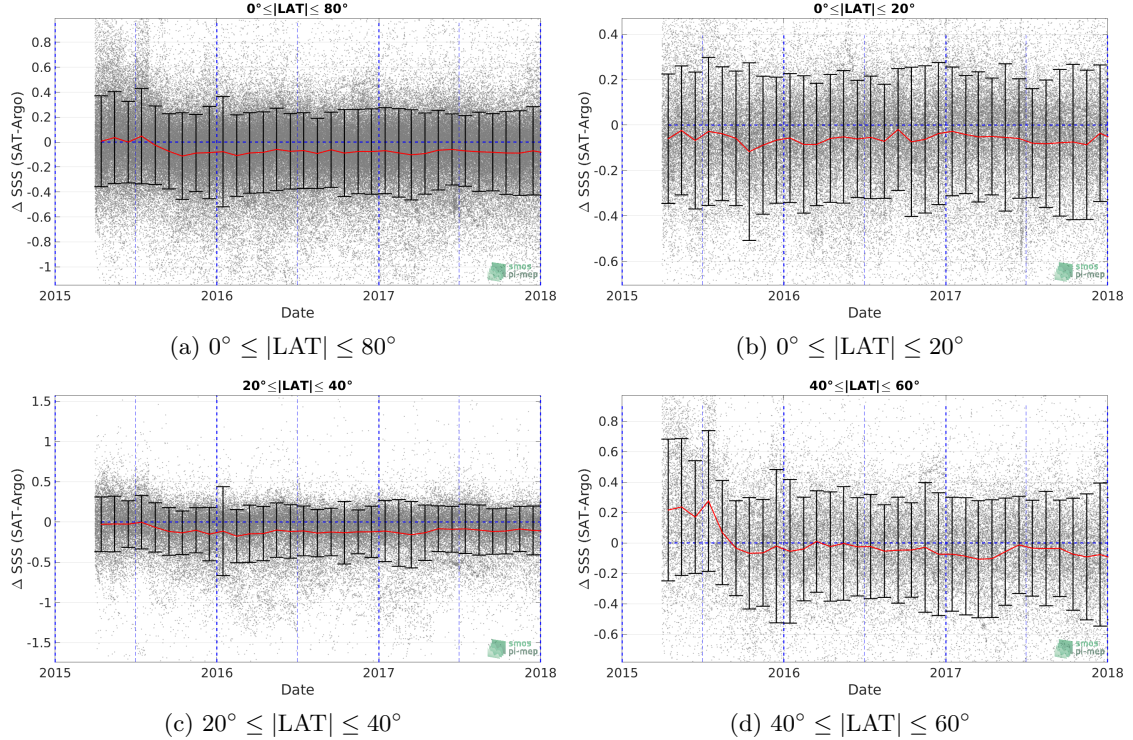 0°≤|LAT|≤ 80°
Δ SSS (SAT-Argo)
0.8
0.6
0.4
0.2
0
-0.2
-0.4
-0.6
-0.8
-1
2015
2016
2017
2018
Date
smos
pi-mep
(a) 0° ≤ |LAT| ≤ 80°
0°≤|LAT|≤ 20°
Δ SSS (SAT-Argo)
0.4
0.2
0
-0.2
-0.4
-0.6
2015
2016
2017
2018
Date
smos
pi-mep
(b) 0° ≤ |LAT| ≤ 20°
20°≤|LAT|≤ 40°
Δ SSS (SAT-Argo)
1.5
1
0.5
0
-0.5
-1
-1.5
2015
2016
2017
2018
Date
smos
pi-mep
(c) 20° ≤ |LAT| ≤ 40°
40°≤|LAT|≤ 60°
Δ SSS (SAT-Argo)
0.8
0.6
0.4
0.2
0
-0.2
-0.4
-0.6
2015
2016
2017
2018
Date
smos
pi-mep
(d) 40° ≤ |LAT| ≤ 60°